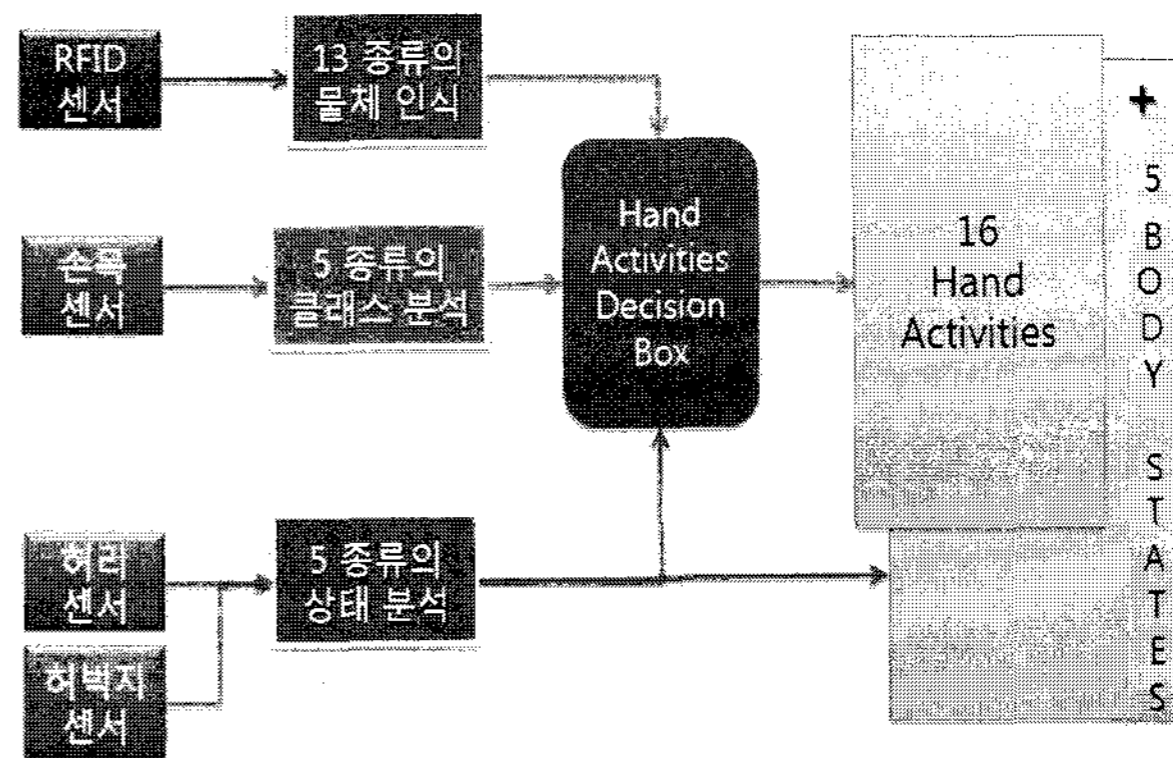 RFID
센서
13 종류의
물체 인식
손목
센서
5 종류의
클래스 분석
허리
센서
허벅지
센서
5 종류의
상태 분석
Hand
Activities
Decision
Box
16
Hand
Activities
+
5 BODY STATES